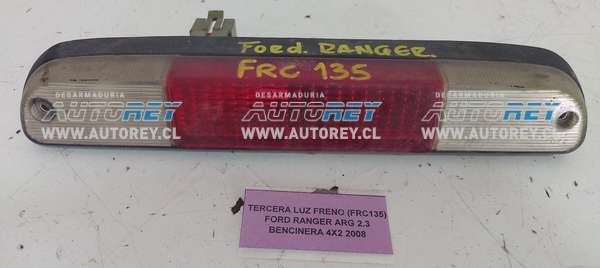 Ford. RANGER.
FRC 135
DESARMADURIA DESARMADURIA DESARMADURIA
AUTOREY AUTOREY AUTOREY
WWW.AUTOREY.CL WWW.AUTOREY.CL WWW.AUTOREY.CL
TERCERA LUZ FRENO (FRC135)
FORD RANGER ARG 2.3
BENCINERA 4X2 2008